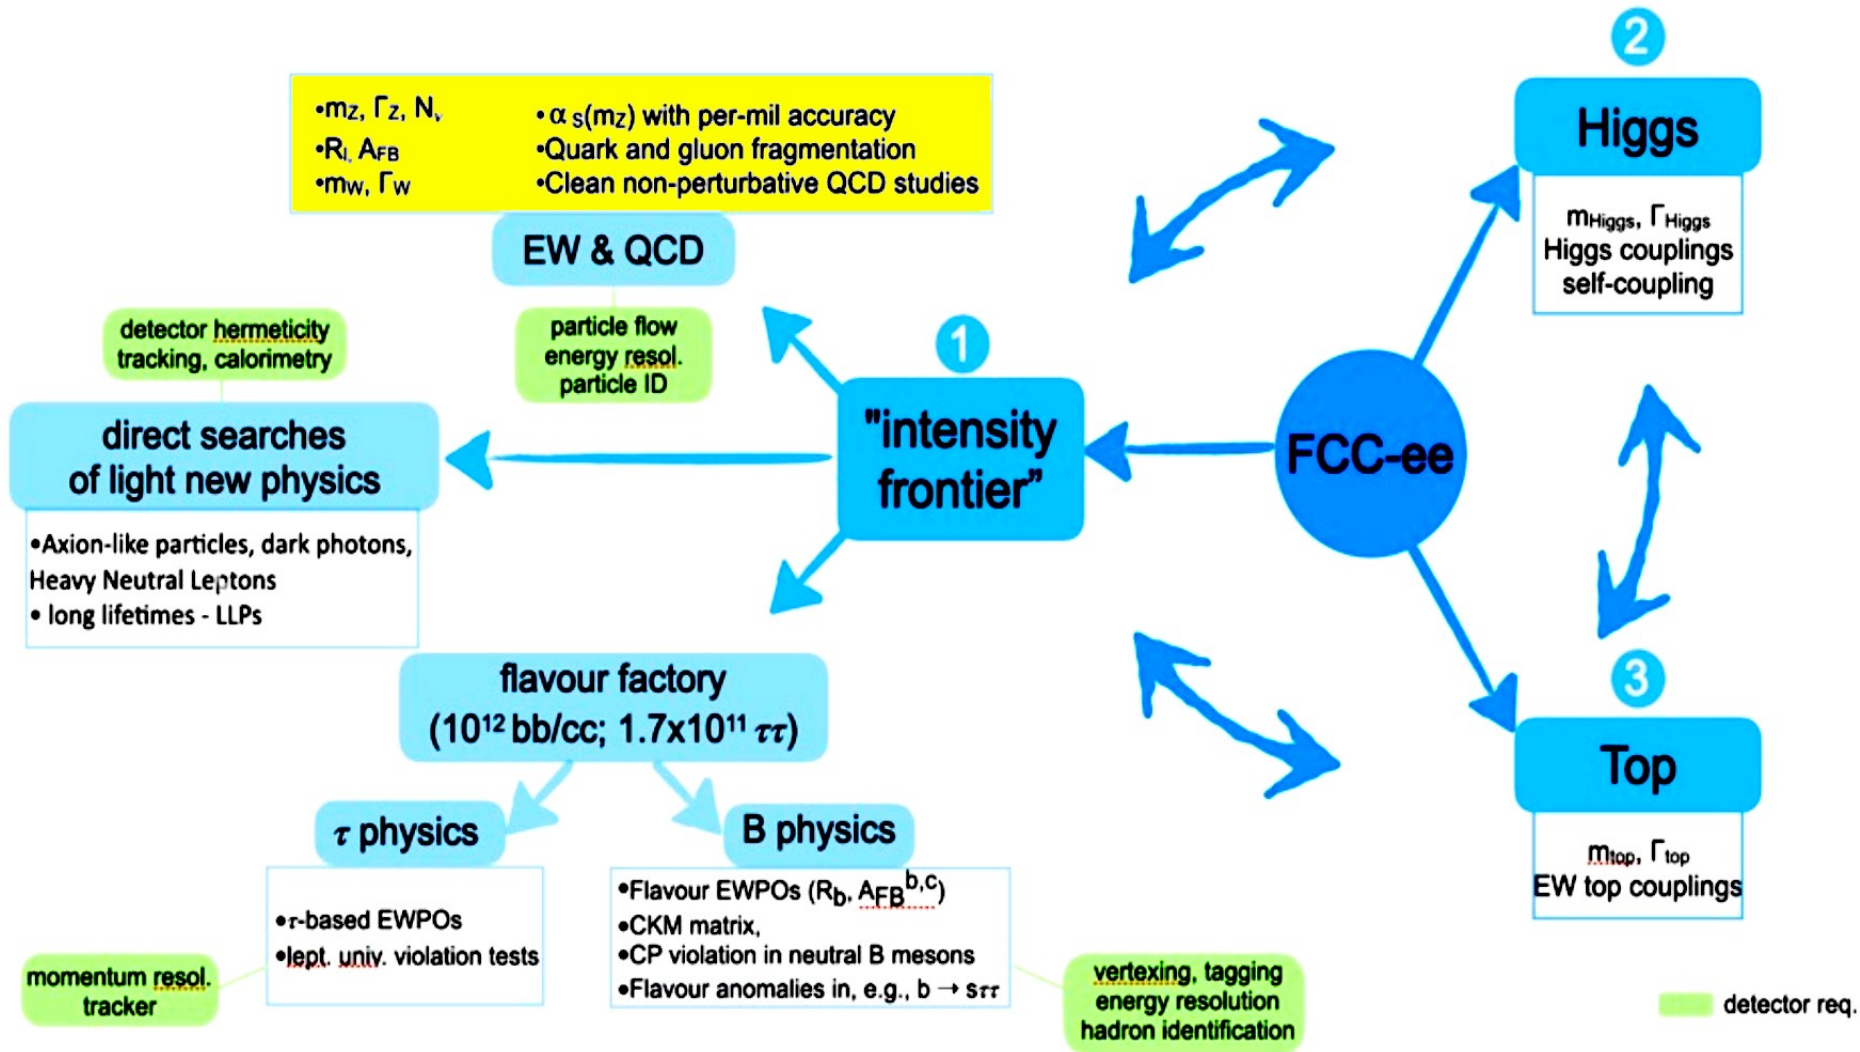 2
Higgs
mHiggs, ΓHiggs
Higgs couplings
self-coupling
•mZ, ΓZ, Nν
•Rl, AFB
•mW, ΓW
•αs(mZ) with per-mil accuracy
•Quark and gluon fragmentation
•Clean non-perturbative QCD studies
EW & QCD
particle flow
energy resol.
particle ID
detector hermeticity
tracking, calorimetry
direct searches
of light new physics
•Axion-like particles, dark photons,
Heavy Neutral Leptons
• long lifetimes - LLPs
1
"intensity
frontier”
FCC-ee
flavour factory
(10¹² bb/cc; 1.7x10¹¹ ττ)
τ physics
•τ-based EWPOs
•lept. univ. violation tests
momentum resol.
tracker
B physics
•Flavour EWPOs (Rb, AFBb,c)
•CKM matrix,
•CP violation in neutral B mesons
•Flavour anomalies in, e.g., b → sττ
vertexing, tagging
energy resolution
hadron identification
3
Top
mtop, Γtop
EW top couplings
detector req.